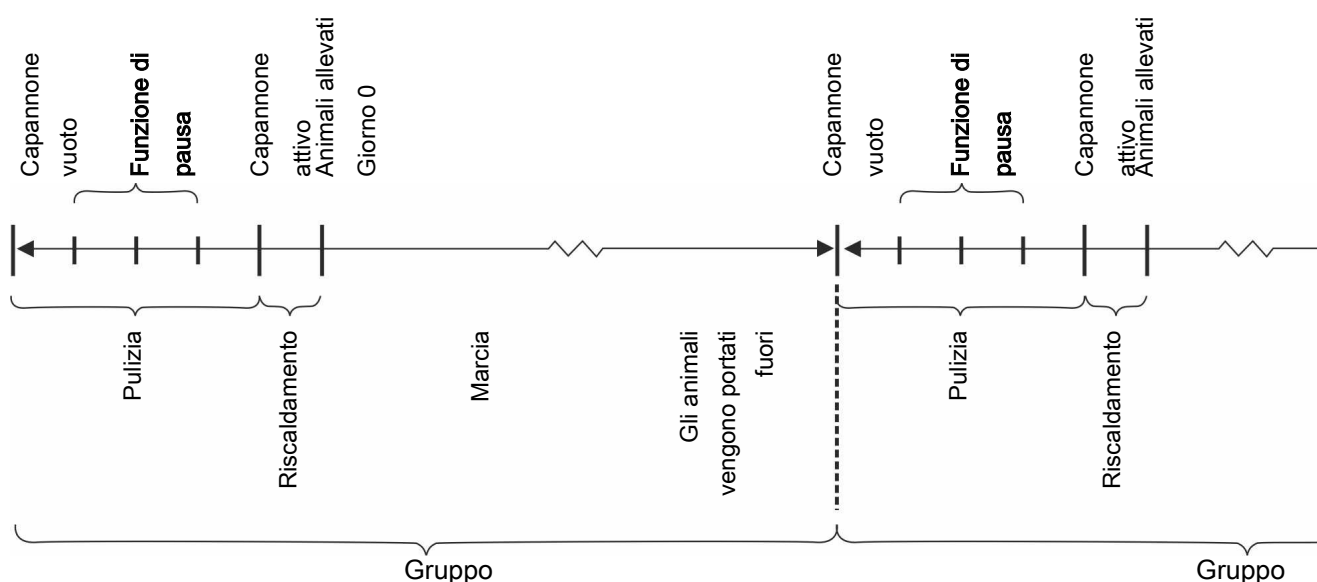 Capannone
vuoto
Funzione di
pausa
Capannone
attivo
Animali allevati
Giorno 0
Capannone
vuoto
Funzione di
pausa
Capannone
attivo
Animali allevati
Pulizia
Riscaldamento
Marcia
Gli animali
vengono portati
fuori
Pulizia
Riscaldamento
Gruppo
Gruppo